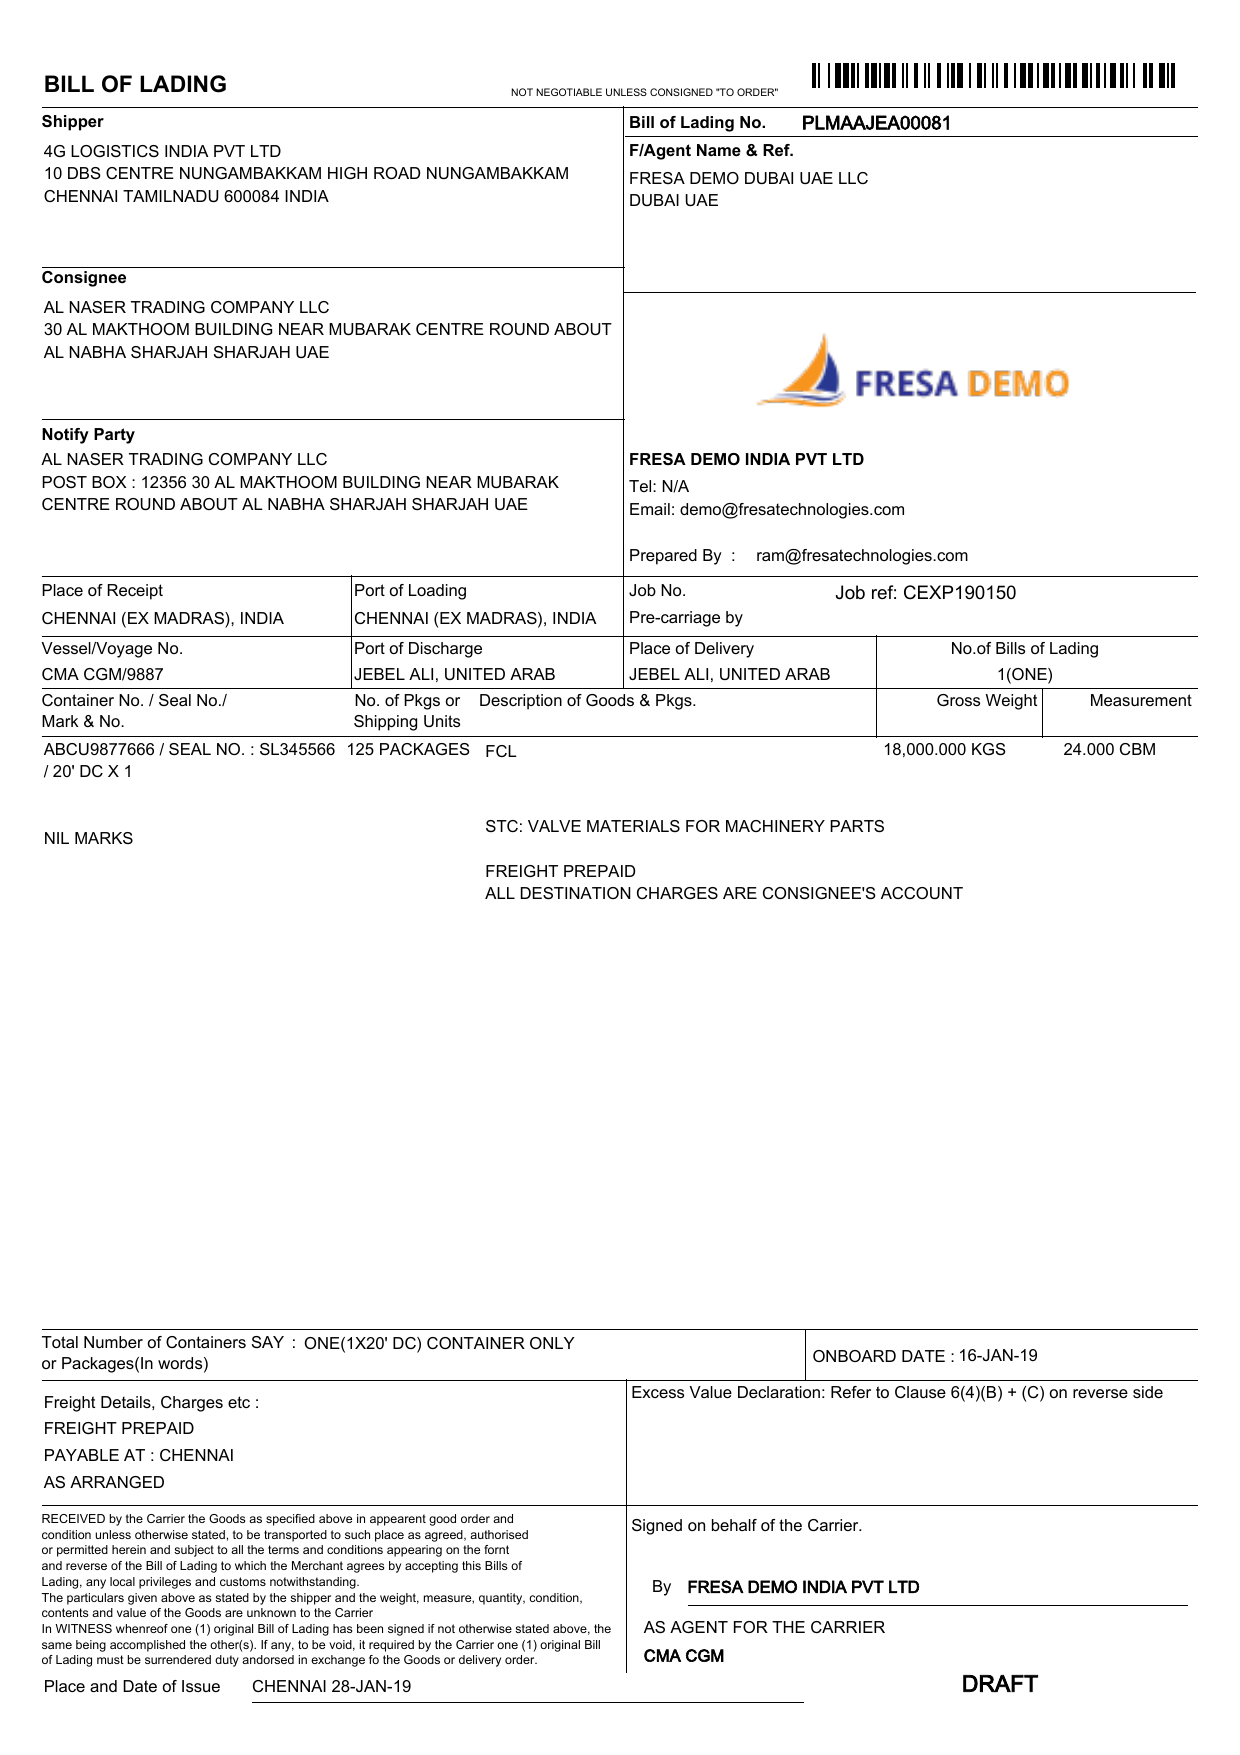 BILL OF LADING
NOT NEGOTIABLE UNLESS CONSIGNED "TO ORDER"
Shipper
4G LOGISTICS INDIA PVT LTD
10 DBS CENTRE NUNGAMBAKKAM HIGH ROAD NUNGAMBAKKAM
CHENNAI TAMILNADU 600084 INDIA
Bill of Lading No. PLMAAJEA00081
F/Agent Name & Ref.
FRESA DEMO DUBAI UAE LLC
DUBAI UAE
Consignee
AL NASER TRADING COMPANY LLC
30 AL MAKTHOOM BUILDING NEAR MUBARAK CENTRE ROUND ABOUT
AL NABHA SHARJAH SHARJAH UAE
FRESA DEMO
Notify Party
AL NASER TRADING COMPANY LLC
POST BOX : 12356 30 AL MAKTHOOM BUILDING NEAR MUBARAK
CENTRE ROUND ABOUT AL NABHA SHARJAH SHARJAH UAE
FRESA DEMO INDIA PVT LTD
Tel: N/A
Email: demo@fresatechnologies.com
Prepared By : ram@fresatechnologies.com
Place of Receipt
CHENNAI (EX MADRAS), INDIA
Port of Loading
CHENNAI (EX MADRAS), INDIA
Job No. Job ref: CEXP190150
Pre-carriage by
Vessel/Voyage No.
CMA CGM/9887
Port of Discharge
JEBEL ALI, UNITED ARAB
Place of Delivery
JEBEL ALI, UNITED ARAB
No.of Bills of Lading
1(ONE)
Container No. / Seal No./
Mark & No.
No. of Pkgs or
Shipping Units
Description of Goods & Pkgs.
Gross Weight
Measurement
ABCU9877666 / SEAL NO. : SL345566
/ 20' DC X 1
125 PACKAGES
FCL
18,000.000 KGS
24.000 CBM
NIL MARKS
STC: VALVE MATERIALS FOR MACHINERY PARTS
FREIGHT PREPAID
ALL DESTINATION CHARGES ARE CONSIGNEE'S ACCOUNT
Total Number of Containers SAY : ONE(1X20' DC) CONTAINER ONLY
or Packages(In words)
ONBOARD DATE : 16-JAN-19
Freight Details, Charges etc :
FREIGHT PREPAID
PAYABLE AT : CHENNAI
AS ARRANGED
Excess Value Declaration: Refer to Clause 6(4)(B) + (C) on reverse side
RECEIVED by the Carrier the Goods as specified above in appearent good order and
condition unless otherwise stated, to be transported to such place as agreed, authorised
or permitted herein and subject to all the terms and conditions appearing on the fornt
and reverse of the Bill of Lading to which the Merchant agrees by accepting this Bills of
Lading, any local privileges and customs notwithstanding.
The particulars given above as stated by the shipper and the weight, measure, quantity, condition,
contents and value of the Goods are unknown to the Carrier
In WITNESS whenreof one (1) original Bill of Lading has been signed if not otherwise stated above, the
same being accomplished the other(s). If any, to be void, it required by the Carrier one (1) original Bill
of Lading must be surrendered duty andorsed in exchange fo the Goods or delivery order.
Signed on behalf of the Carrier.
By FRESA DEMO INDIA PVT LTD
AS AGENT FOR THE CARRIER
CMA CGM
Place and Date of Issue CHENNAI 28-JAN-19
DRAFT